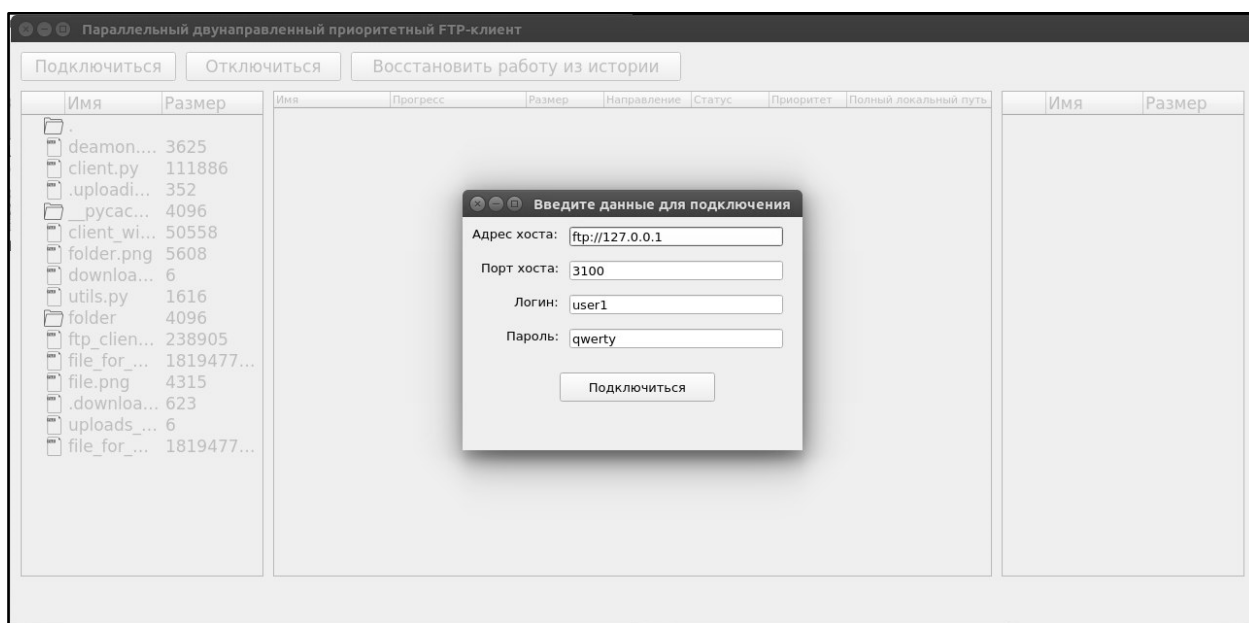 Параллельный двунаправленный приоритетный FTP-клиент
Подключиться Отключиться Восстановить работу из истории
Имя Размер
.
deamon.... 3625
client.py 111886
.uploadi... 352
__pycac... 4096
client_wi... 50558
folder.png 5608
downloa... 6
utils.py 1616
folder 4096
ftp_clien... 238905
file_for_... 1819477...
file.png 4315
.downloa... 623
uploads_... 6
file_for_... 1819477...
Имя Прогресс Размер Направление Статус Приоритет Полный локальный путь
Введите данные для подключения
Адрес хоста: ftp://127.0.0.1
Порт хоста: 3100
Логин: user1
Пароль: qwerty
Подключиться
Имя Размер